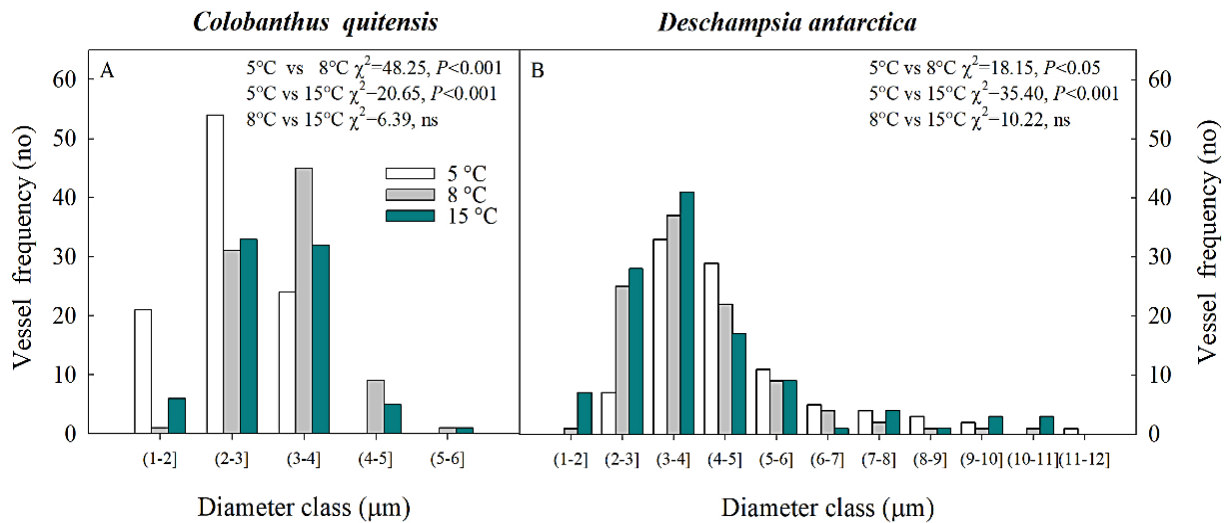 Colobanthus quitensis
Deschampsia antarctica
A
5°C vs 8°C χ²=48.25, P<0.001
5°C vs 15°C χ²−20.65, P<0.001
8°C vs 15°C χ²−6.39, ns
5 °C
8 °C
15 °C
Vessel frequency (no)
60
50
40
30
20
10
0
(1-2]
(2-3]
(3-4]
(4-5]
(5-6]
Diameter class (μm)
B
5°C vs 8°C χ²=18.15, P<0.05
5°C vs 15°C χ²−35.40, P<0.001
8°C vs 15°C χ²−10.22, ns
60
50
40
30
20
10
0
Vessel frequency (no)
(1-2]
(2-3]
(3-4]
(4-5]
(5-6]
(6-7]
(7-8]
(8-9]
(9-10]
(10-11]
(11-12]
Diameter class (μm)